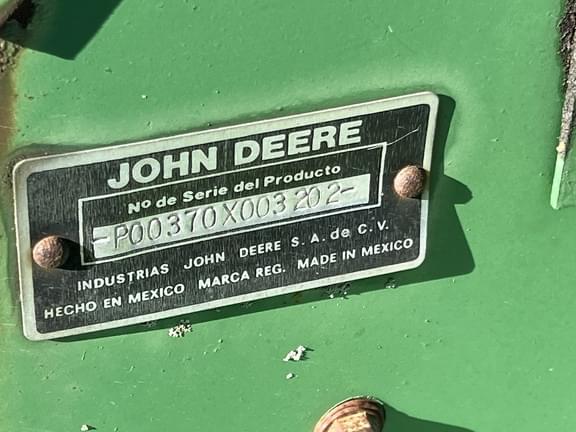 JOHN DEERE
No de Serie del Producto
-P00370X003202-
INDUSTRIAS JOHN DEERE S. A. de C. V.
HECHO EN MEXICO MARCA REG. MADE IN MEXICO